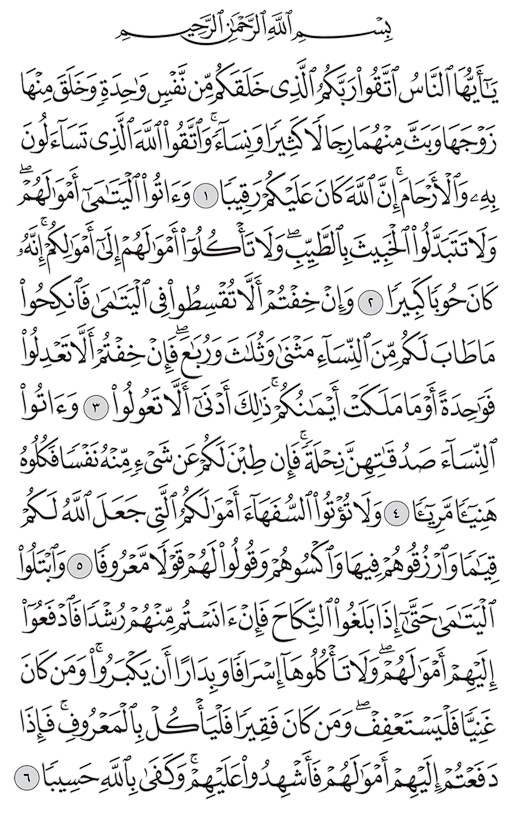 بِسْمِ ٱللَّهِ ٱلرَّحْمَٰنِ ٱلرَّحِيمِ
يَٰٓأَيُّهَا ٱلنَّاسُ ٱتَّقُوا۟ رَبَّكُمُ ٱلَّذِى خَلَقَكُم مِّن نَّفْسٍ وَٰحِدَةٍ وَخَلَقَ مِنْهَا
زَوْجَهَا وَبَثَّ مِنْهُمَا رِجَالًا كَثِيرًا وَنِسَآءً ۚ وَٱتَّقُوا۟ ٱللَّهَ ٱلَّذِى تَسَآءَلُونَ
بِهِۦ وَٱلْأَرْحَامَ ۚ إِنَّ ٱللَّهَ كَانَ عَلَيْكُمْ رَقِيبًا ١ وَءَاتُوا۟ ٱلْيَتَٰمَىٰٓ أَمْوَٰلَهُمْ ۖ
وَلَا تَتَبَدَّلُوا۟ ٱلْخَبِيثَ بِٱلطَّيِّبِ ۖ وَلَا تَأْكُلُوٓا۟ أَمْوَٰلَهُمْ إِلَىٰٓ أَمْوَٰلِكُمْ ۚ إِنَّهُۥ
كَانَ حُوبًا كَبِيرًا ٢ وَإِنْ خِفْتُمْ أَلَّا تُقْسِطُوا۟ فِى ٱلْيَتَٰمَىٰ فَٱنكِحُوا۟
مَا طَابَ لَكُم مِّنَ ٱلنِّسَآءِ مَثْنَىٰ وَثُلَٰثَ وَرُبَٰعَ ۖ فَإِنْ خِفْتُمْ أَلَّا تَعْدِلُوا۟
فَوَٰحِدَةً أَوْ مَا مَلَكَتْ أَيْمَٰنُكُمْ ۚ ذَٰلِكَ أَدْنَىٰٓ أَلَّا تَعُولُوا۟ ٣ وَءَاتُوا۟
ٱلنِّسَآءَ صَدُقَٰتِهِنَّ نِحْلَةً ۚ فَإِن طِبْنَ لَكُمْ عَن شَىْءٍ مِّنْهُ نَفْسًا فَكُلُوهُ
هَنِيٓـًٔا مَّرِيٓـًٔا ٤ وَلَا تُؤْتُوا۟ ٱلسُّفَهَآءَ أَمْوَٰلَكُمُ ٱلَّتِى جَعَلَ ٱللَّهُ لَكُمْ
قِيَٰمًا وَٱرْزُقُوهُمْ فِيهَا وَٱكْسُوهُمْ وَقُولُوا۟ لَهُمْ قَوْلًا مَّعْرُوفًا ٥ وَٱبْتَلُوا۟
ٱلْيَتَٰمَىٰ حَتَّىٰٓ إِذَا بَلَغُوا۟ ٱلنِّكَاحَ فَإِنْ ءَانَسْتُم مِّنْهُمْ رُشْدًا فَٱدْفَعُوٓا۟
إِلَيْهِمْ أَمْوَٰلَهُمْ ۖ وَلَا تَأْكُلُوهَآ إِسْرَافًا وَبِدَارًا أَن يَكْبَرُوا۟ ۚ وَمَن كَانَ
غَنِيًّا فَلْيَسْتَعْفِفْ ۖ وَمَن كَانَ فَقِيرًا فَلْيَأْكُلْ بِٱلْمَعْرُوفِ ۚ فَإِذَا
دَفَعْتُمْ إِلَيْهِمْ أَمْوَٰلَهُمْ فَأَشْهِدُوا۟ عَلَيْهِمْ ۚ وَكَفَىٰ بِٱللَّهِ حَسِيبًا ٦